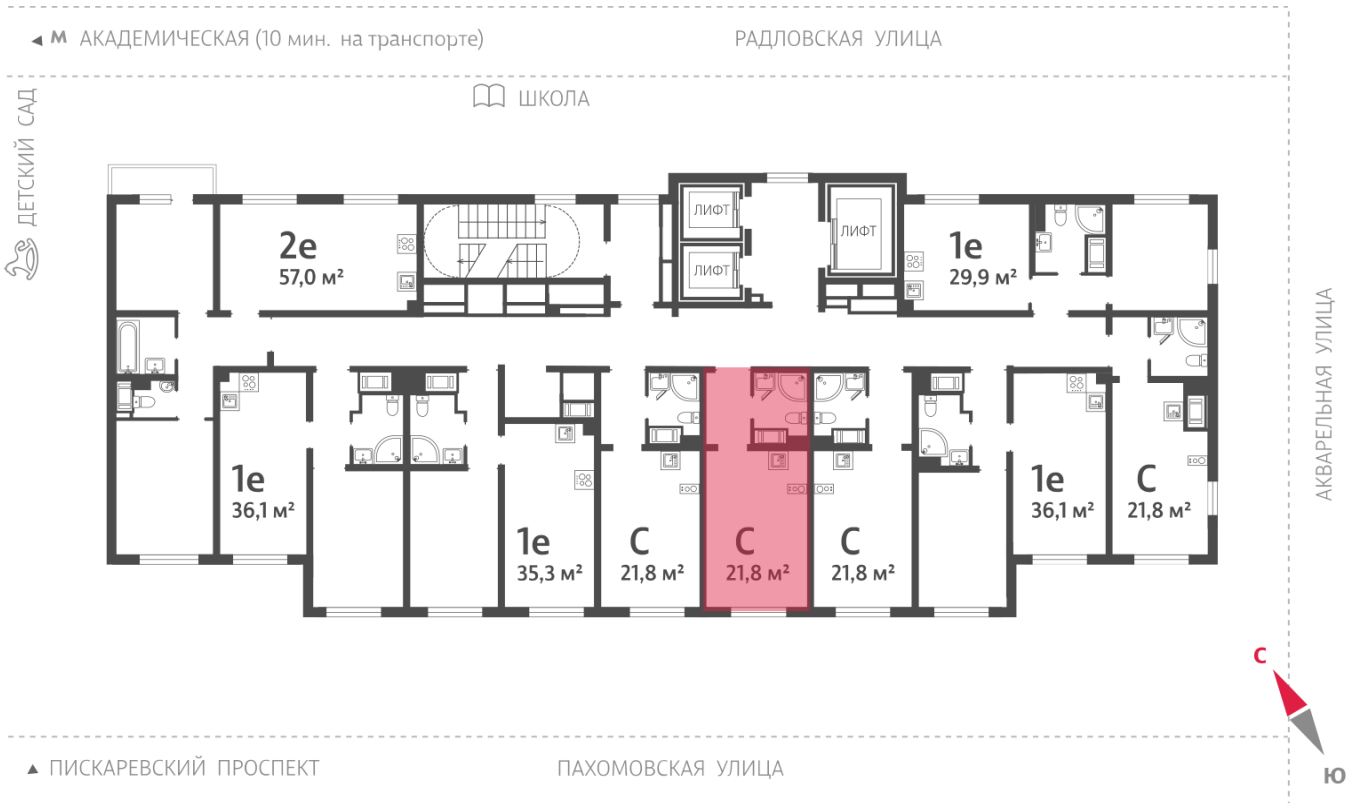 М АКАДЕМИЧЕСКАЯ (10 мин. на транспорте)
РАДЛОВСКАЯ УЛИЦА
ШКОЛА
ДЕТСКИЙ САД
ЛИФТ
ЛИФТ
ЛИФТ
2е
57,0 м²
1е
29,9 м²
АКВАРЕЛЬНАЯ УЛИЦА
1е
36,1 м²
1е
35,3 м²
С
21,8 м²
С
21,8 м²
С
21,8 м²
1е
36,1 м²
С
21,8 м²
С
Ю
ПИСКАРЕВСКИЙ ПРОСПЕКТ
ПАХОМОВСКАЯ УЛИЦА